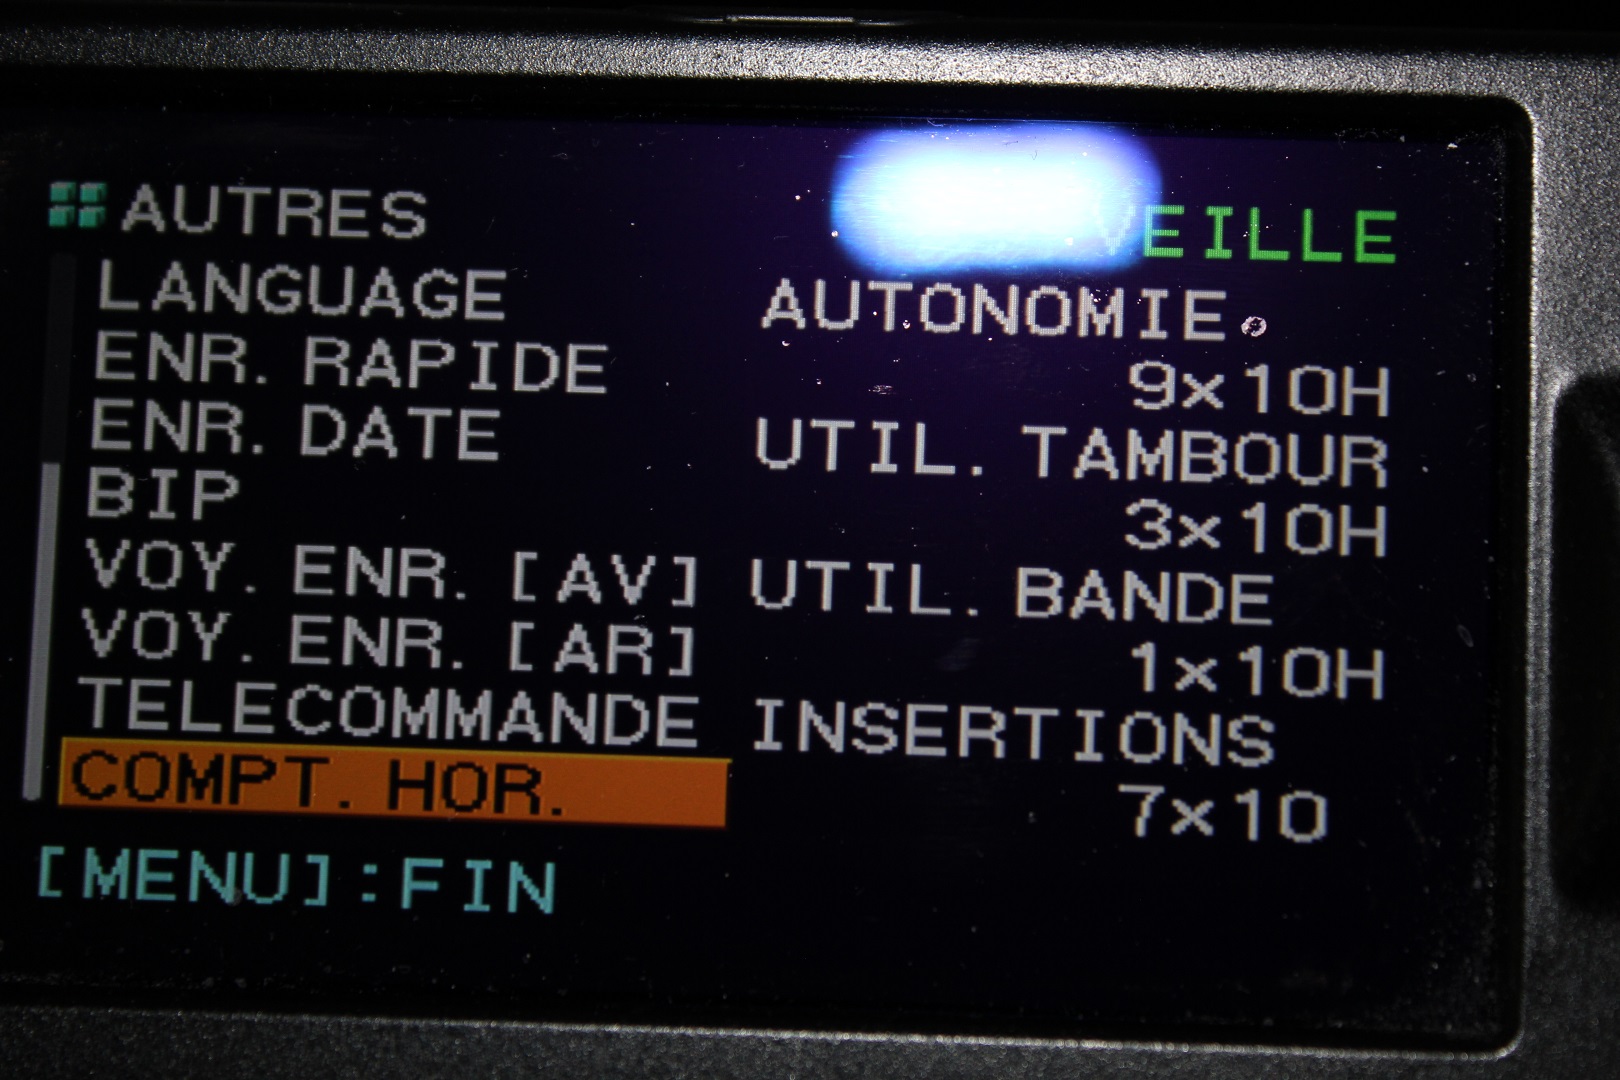 AUTRES
VEILLE
LANGUAGE
ENR. RAPIDE
ENR. DATE
BIP
VOY. ENR. [AV]
VOY. ENR. [AR]
TELECOMMANDE
COMPT. HOR.
AUTONOMIE
9x10H
UTIL. TAMBOUR
3x10H
UTIL. BANDE
1x10H
INSERTIONS
7x10
[MENU]:FIN